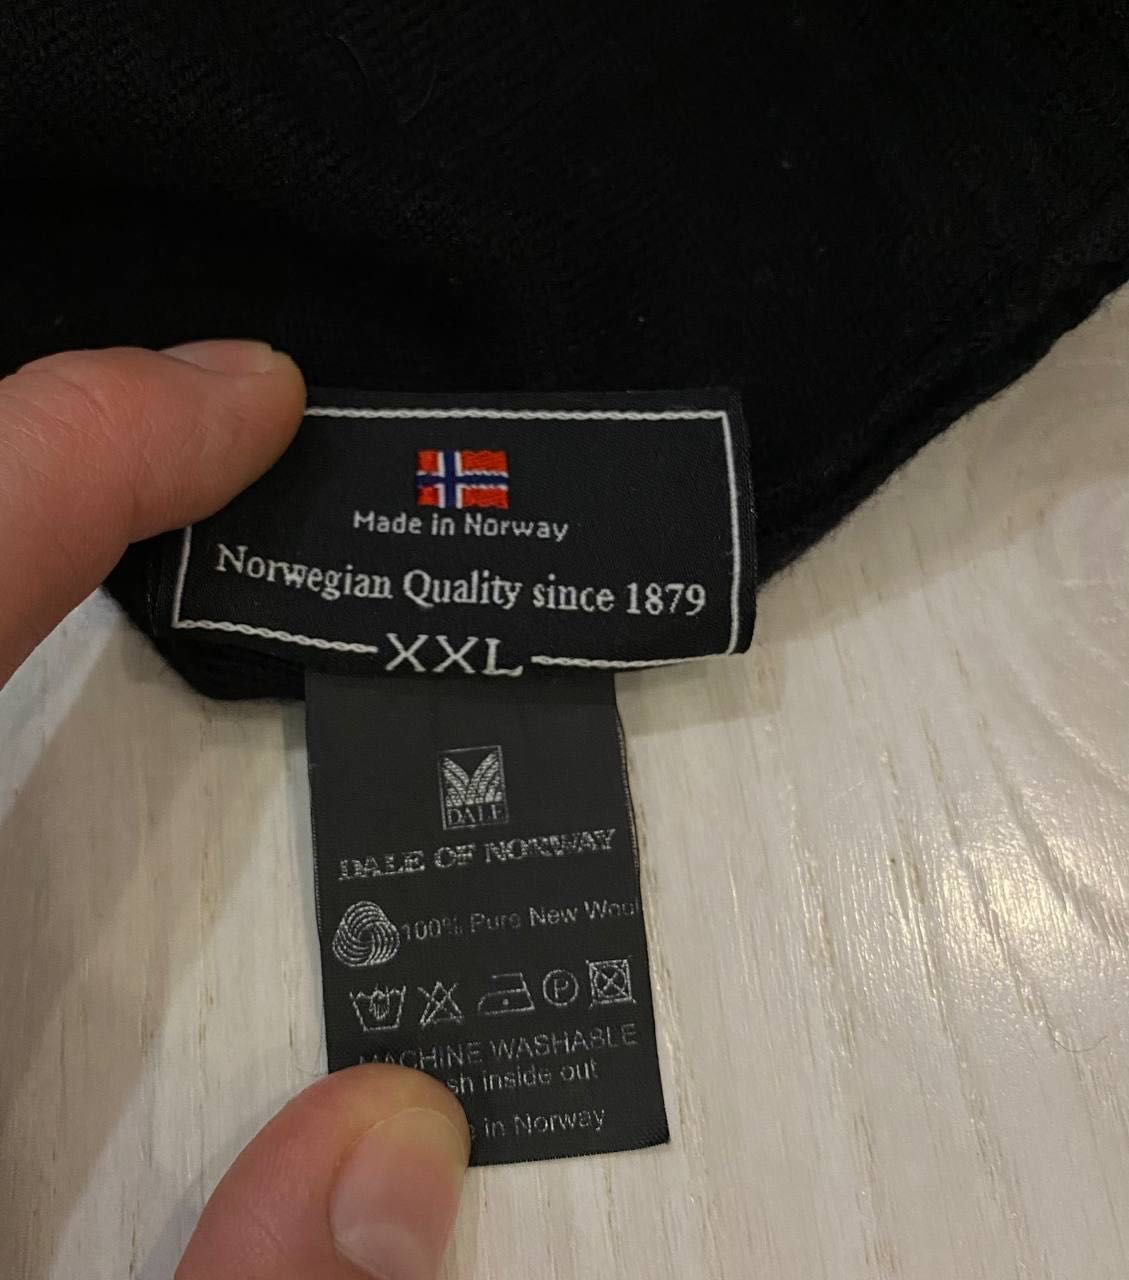 Made in Norway
Norwegian Quality since 1879
XXL
DALE
DALE OF NORWAY
100% Pure New Wool
P
MACHINE WASHABLE
in Norway
inside out